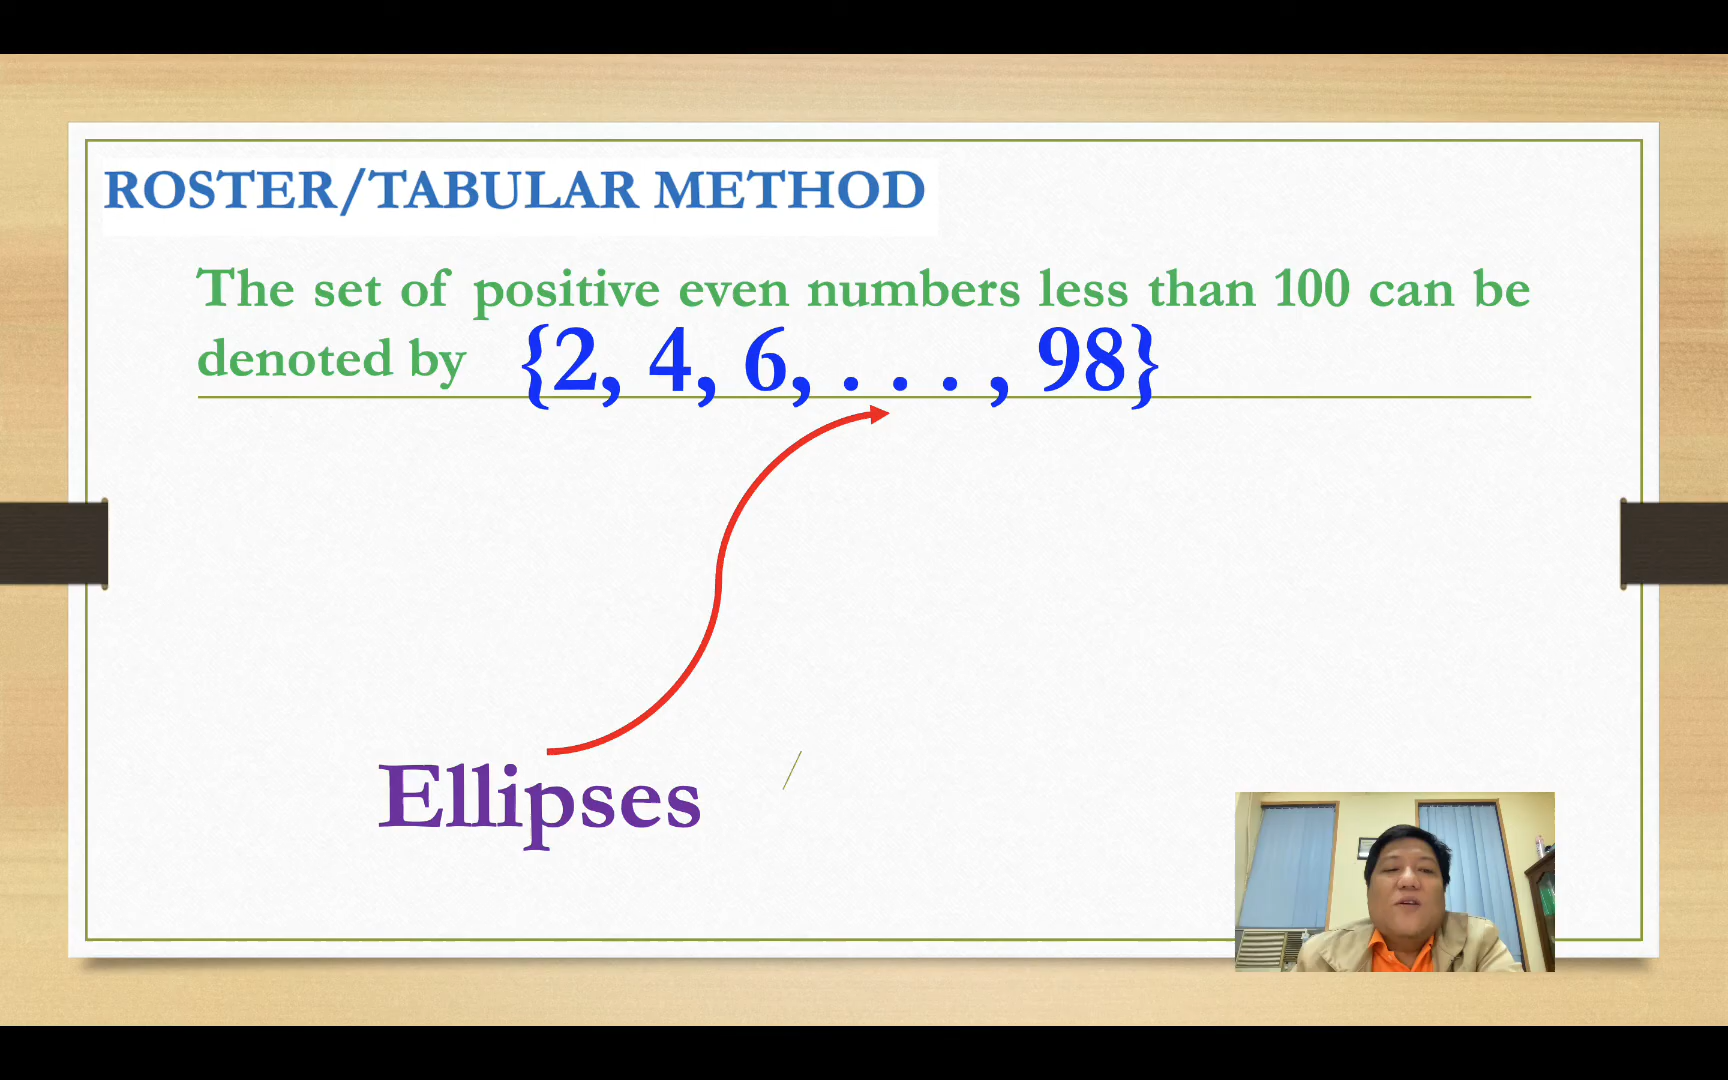 ROSTER/TABULAR METHOD
The set of positive even numbers less than 100 can be
denoted by {2, 4, 6, . . . , 98}
Ellipses